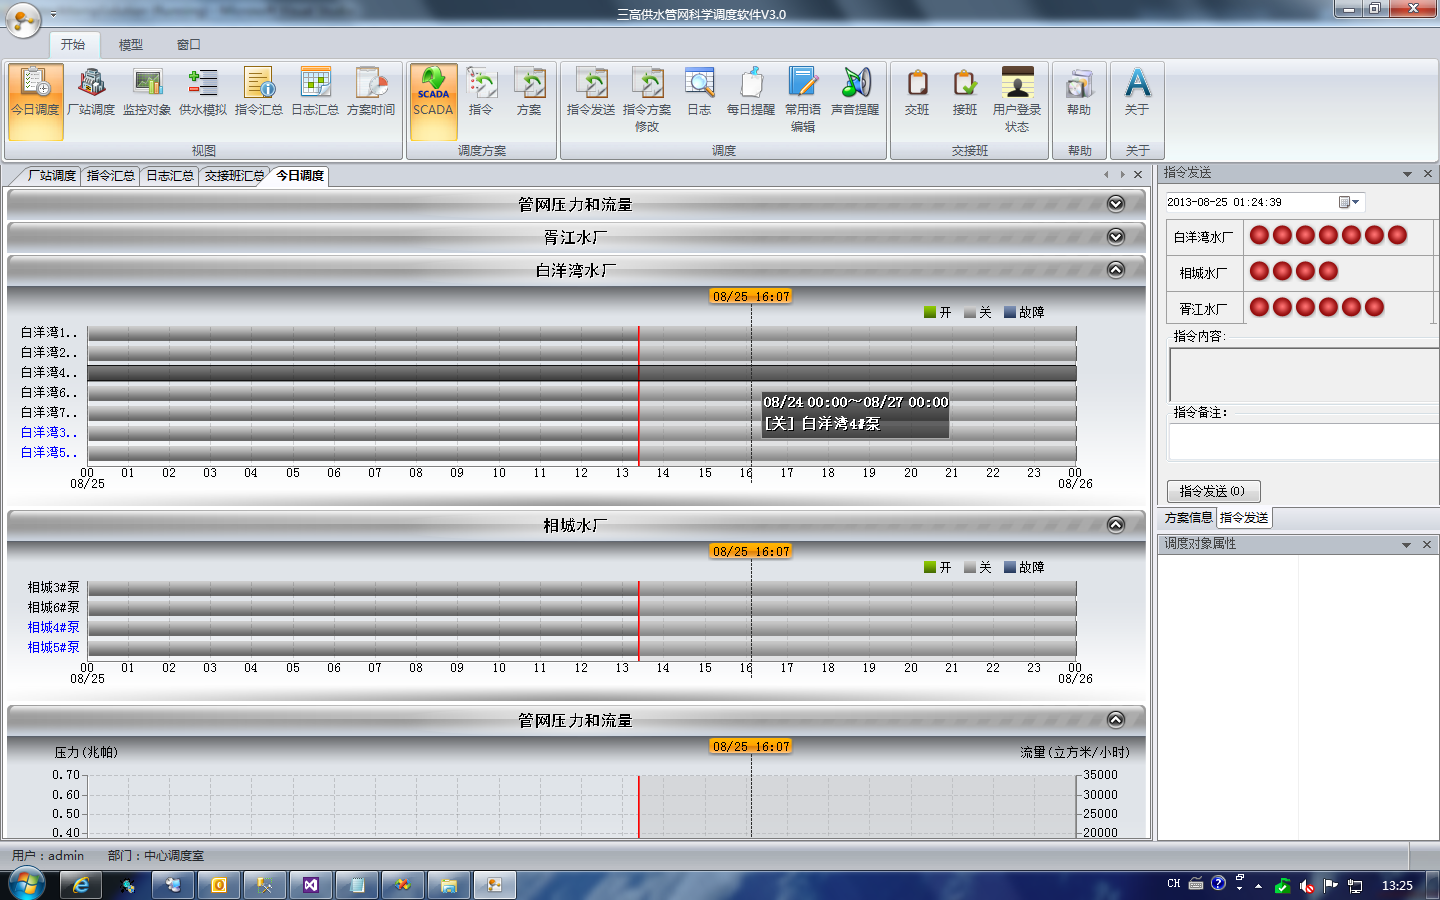 三高供水管网科学调度软件V3.0
开始 模型 窗口
今日调度 厂站调度 监控对象 供水模拟 指令汇总 日志汇总 方案时间
视图
SCADA
SCADA 指令 方案
调度方案
指令发送 指令方案修改 日志 每日提醒 常用语编辑 声音提醒
调度
交班 接班 用户登录状态
交接班
帮助
帮助
关于
关于
厂站调度 指令汇总 日志汇总 交接班汇总 今日调度
管网压力和流量
胥江水厂
白洋湾水厂
08/25 16:07
开 关 故障
白洋湾1..
白洋湾2..
白洋湾4..
白洋湾6..
白洋湾7..
白洋湾3..
白洋湾5..
08/24 00:00～08/27 00:00
[关] 白洋湾4#泵
00 01 02 03 04 05 06 07 08 09 10 11 12 13 14 15 16 17 18 19 20 21 22 23 00
08/25 08/26
相城水厂
08/25 16:07
开 关 故障
相城3#泵
相城6#泵
相城4#泵
相城5#泵
00 01 02 03 04 05 06 07 08 09 10 11 12 13 14 15 16 17 18 19 20 21 22 23 00
08/25 08/26
管网压力和流量
08/25 16:07
压力(兆帕) 流量(立方米/小时)
0.70 35000
0.60 30000
0.50 25000
0.40 20000
指令发送
2013-08-25 01:24:39
白洋湾水厂
相城水厂
胥江水厂
指令内容:
指令备注:
指令发送(0)
方案信息 指令发送
调度对象属性
用户：admin 部门：中心调度室
CH 13:25